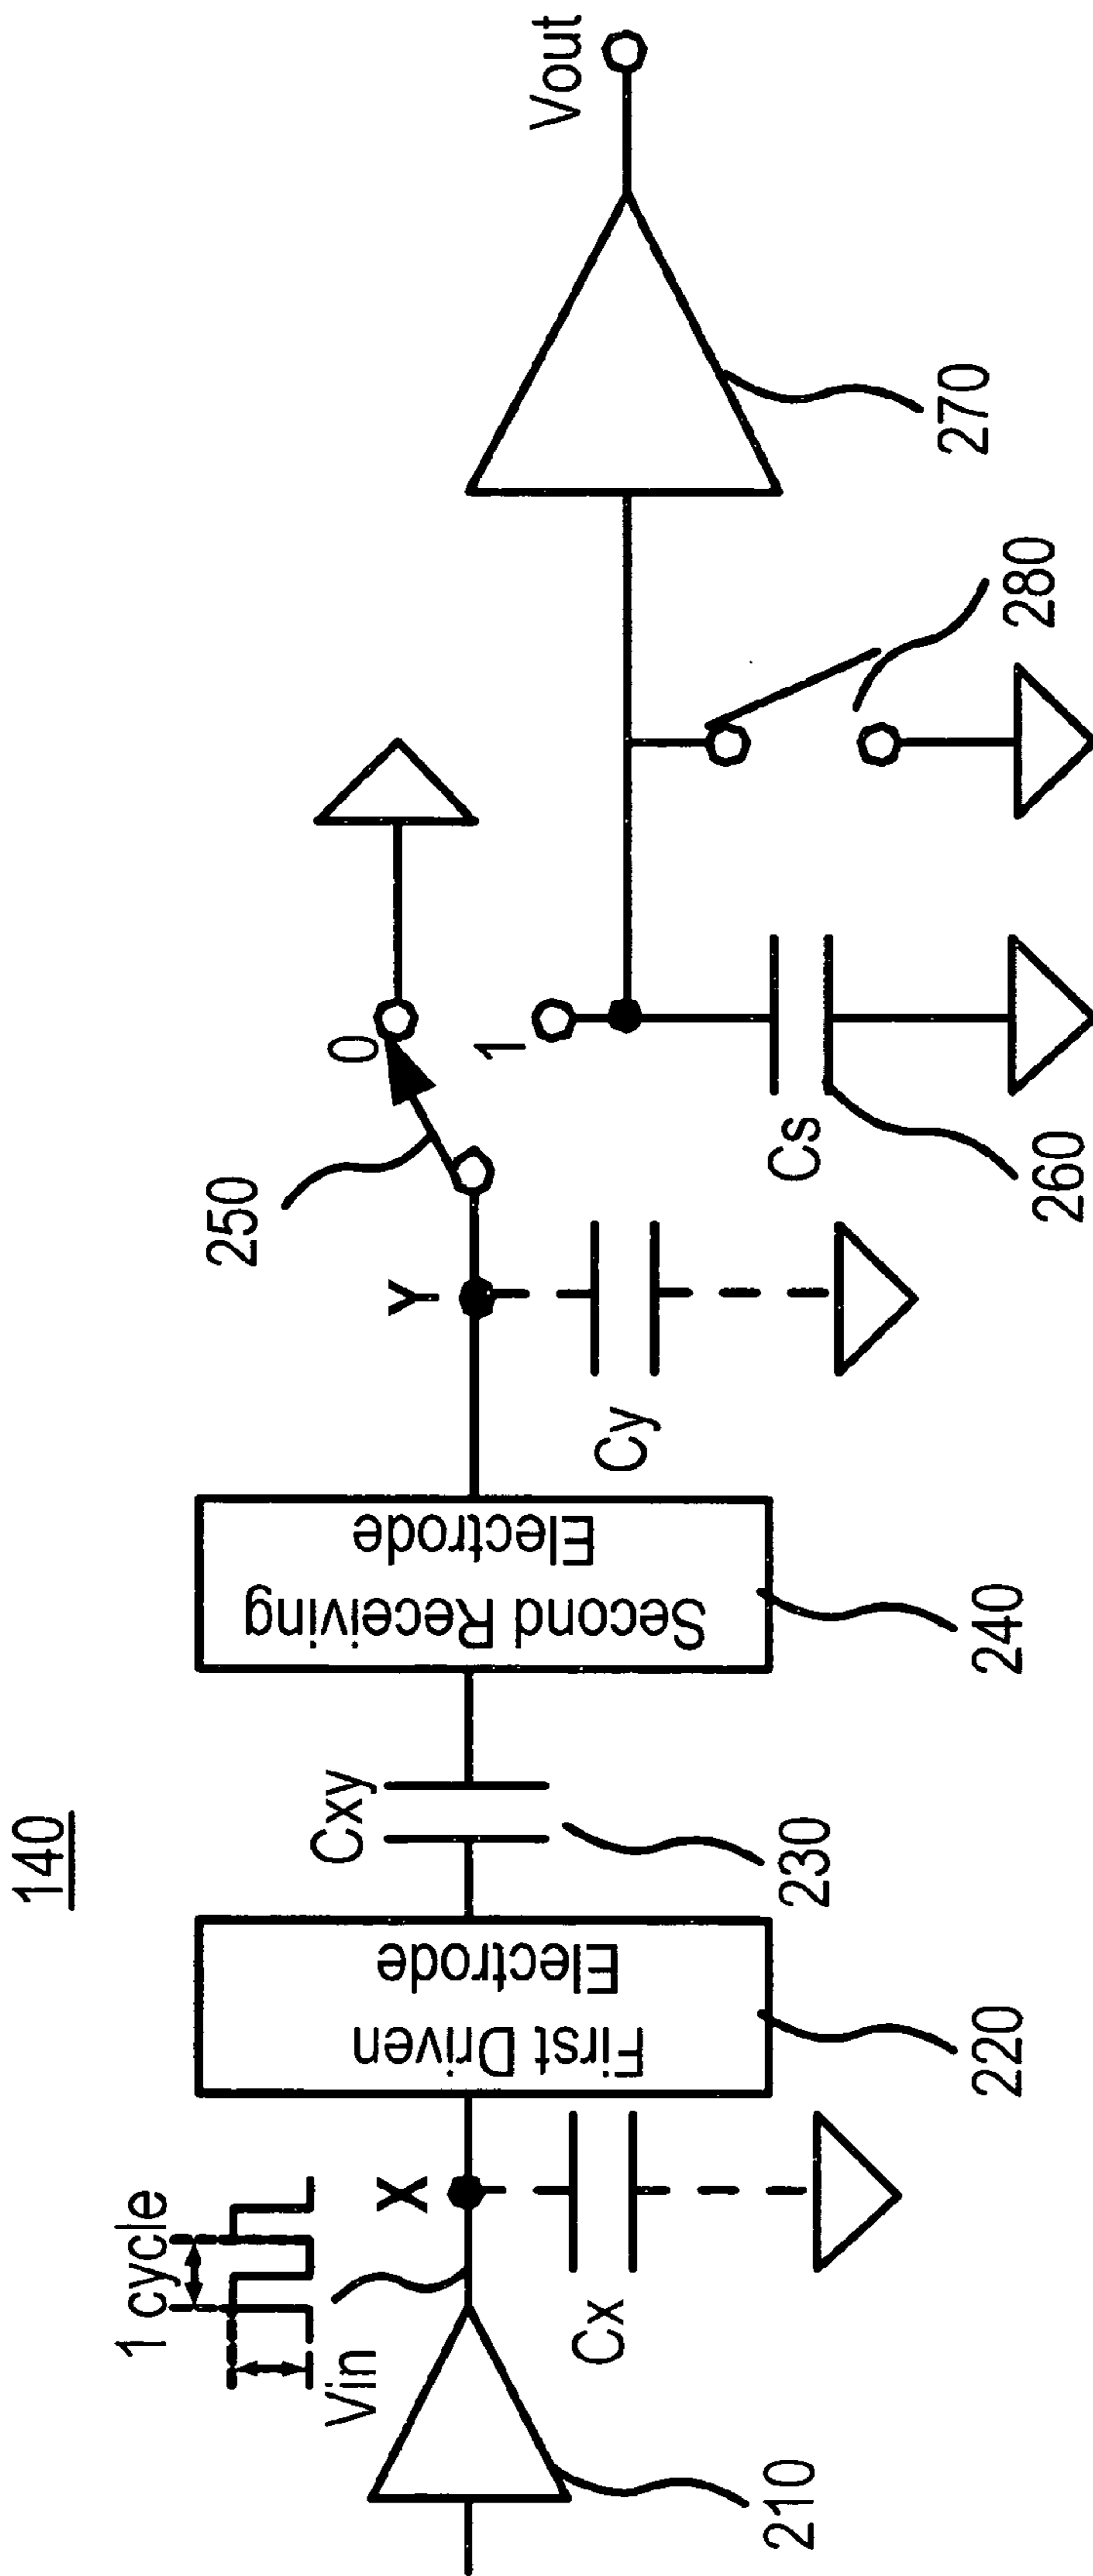 140
1 cycle
Vin
210
X
Cx
First Driven
Electrode
220
Cxy
230
Second Receiving
Electrode
240
Y
Cy
250
0
1
Cs
260
280
270
Vout